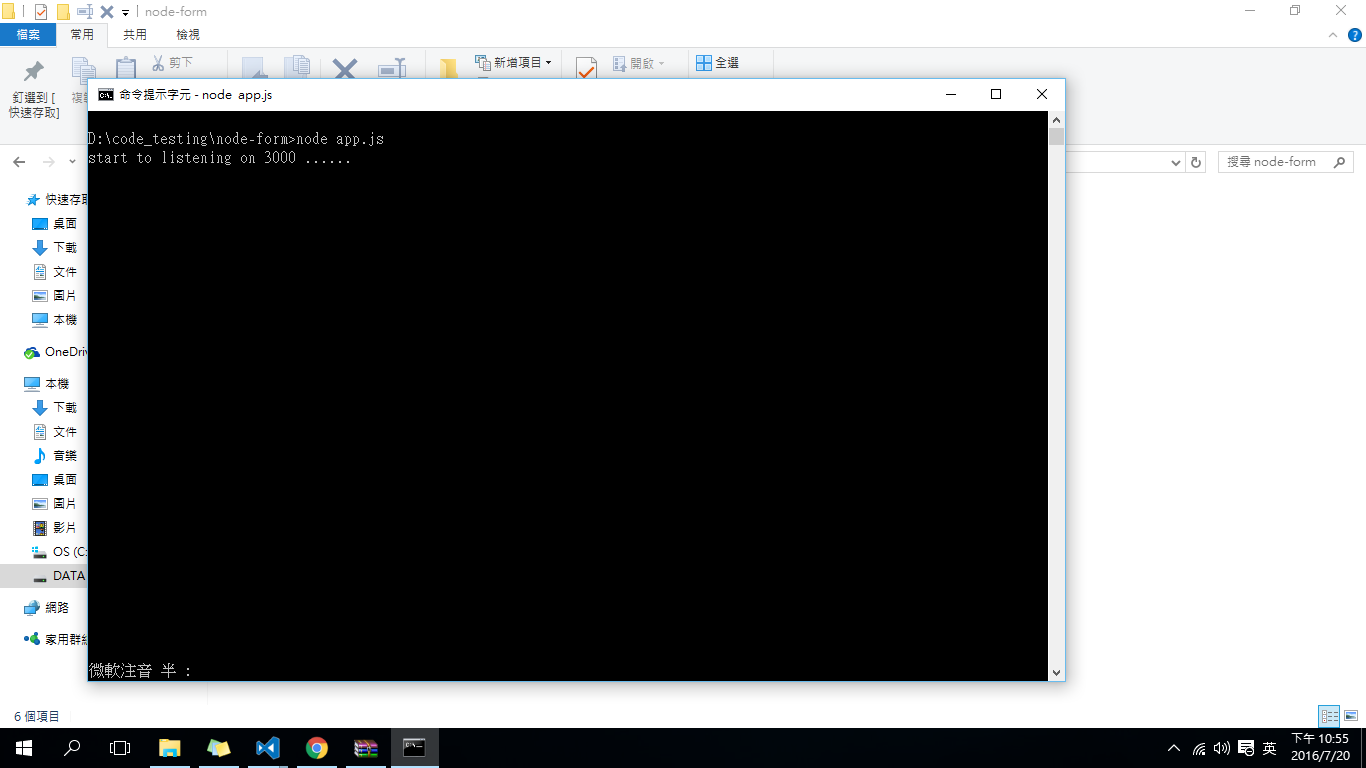 node-form
檔案 常用 共用 檢視
剪下
新增項目
開啟
全選
釘選到 [
快速存取]
命令提示字元 - node app.js
D:\code_testing\node-form>node app.js
start to listening on 3000 ......
微軟注音 半 :
搜尋 node-form
快速存取
桌面
下載
文件
圖片
本機
OneDriv
本機
下載
文件
音樂
桌面
圖片
影片
OS (C:
DATA
網路
家用群組
6 個項目
英
下午 10:55
2016/7/20